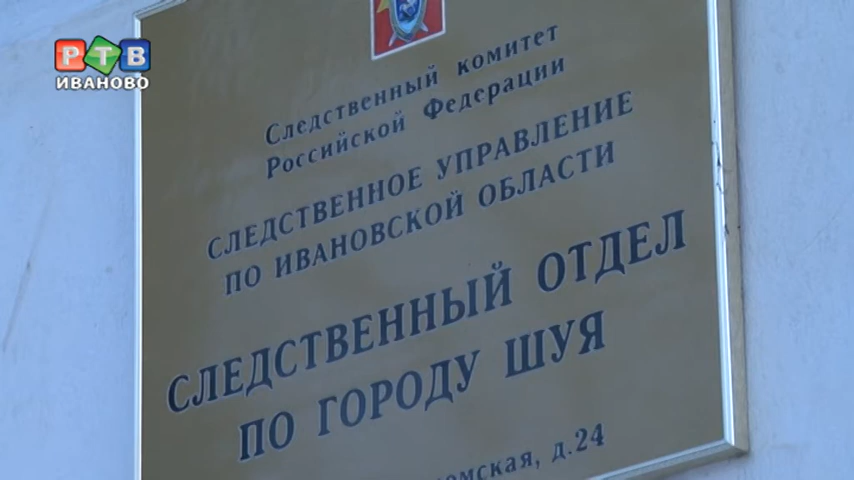 РТВ
ИВАНОВО
Следственный комитет
Российской Федерации
СЛЕДСТВЕННОЕ УПРАВЛЕНИЕ
ПО ИВАНОВСКОЙ ОБЛАСТИ
СЛЕДСТВЕННЫЙ ОТДЕЛ
ПО ГОРОДУ ШУЯ
д.24